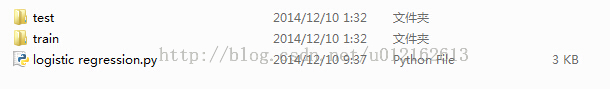 test 2014/12/10 1:32 文件夹
train 2014/12/10 1:32 文件夹
http://blog.csdn.net/u012162613
logistic regression.py 2014/12/10 9:37 Python File 3 KB